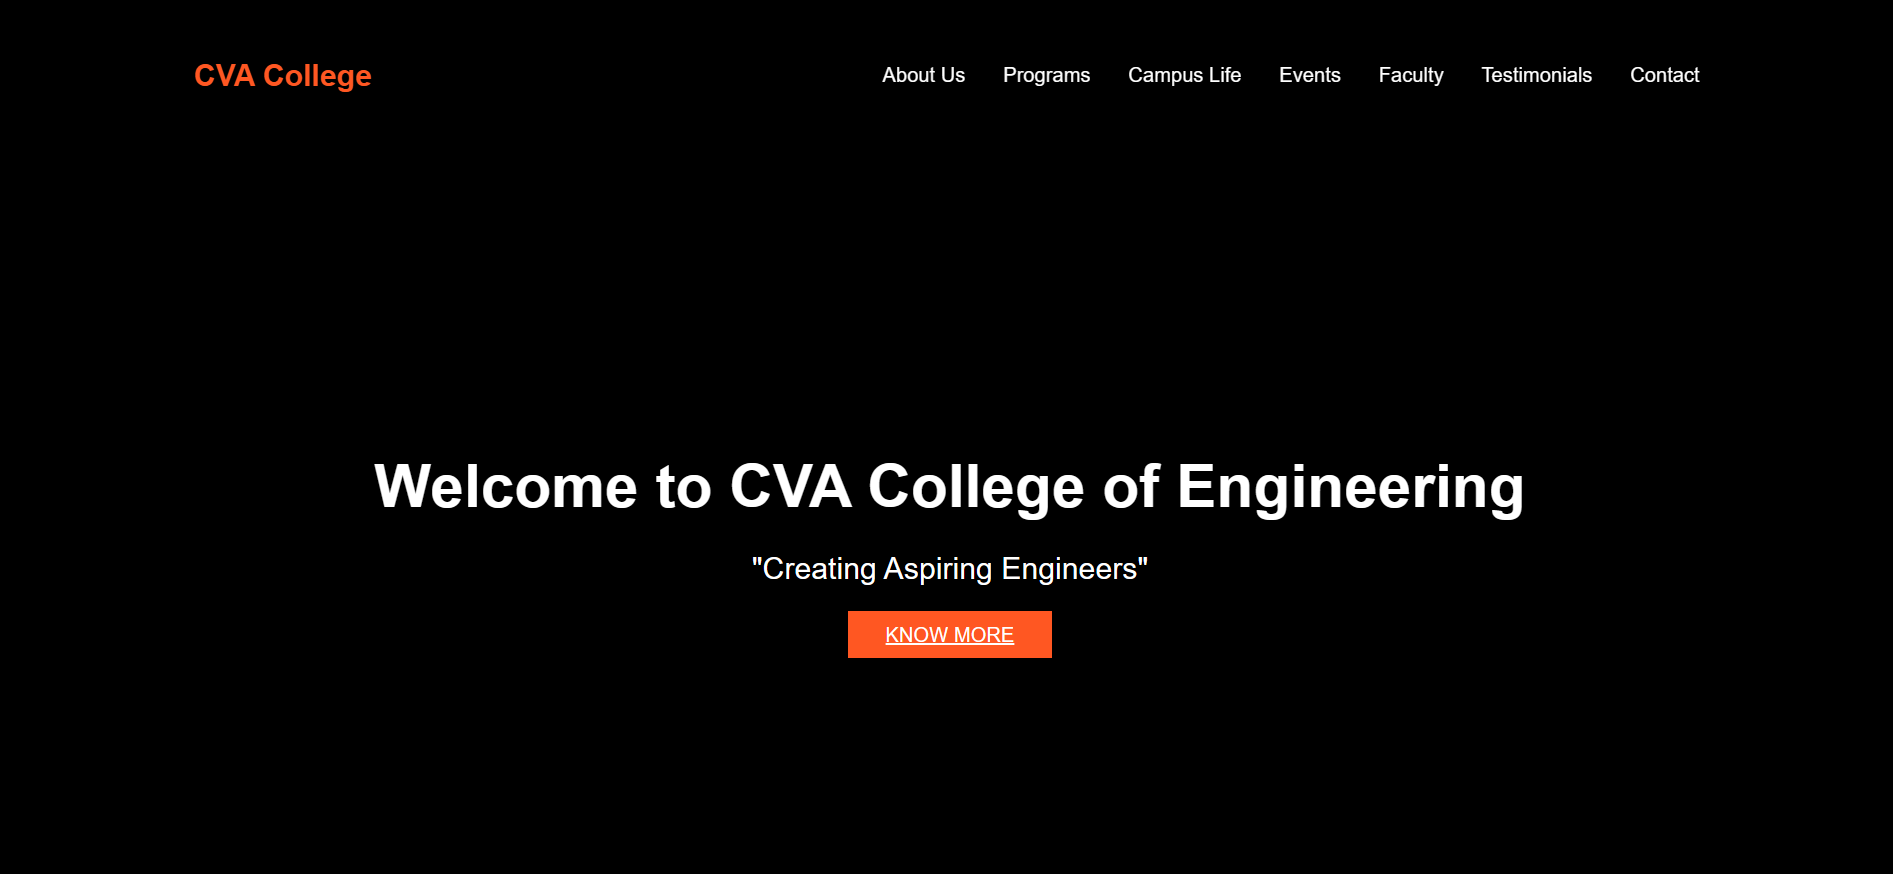 CVA College
About Us Programs Campus Life Events Faculty Testimonials Contact
Welcome to CVA College of Engineering
"Creating Aspiring Engineers"
KNOW MORE